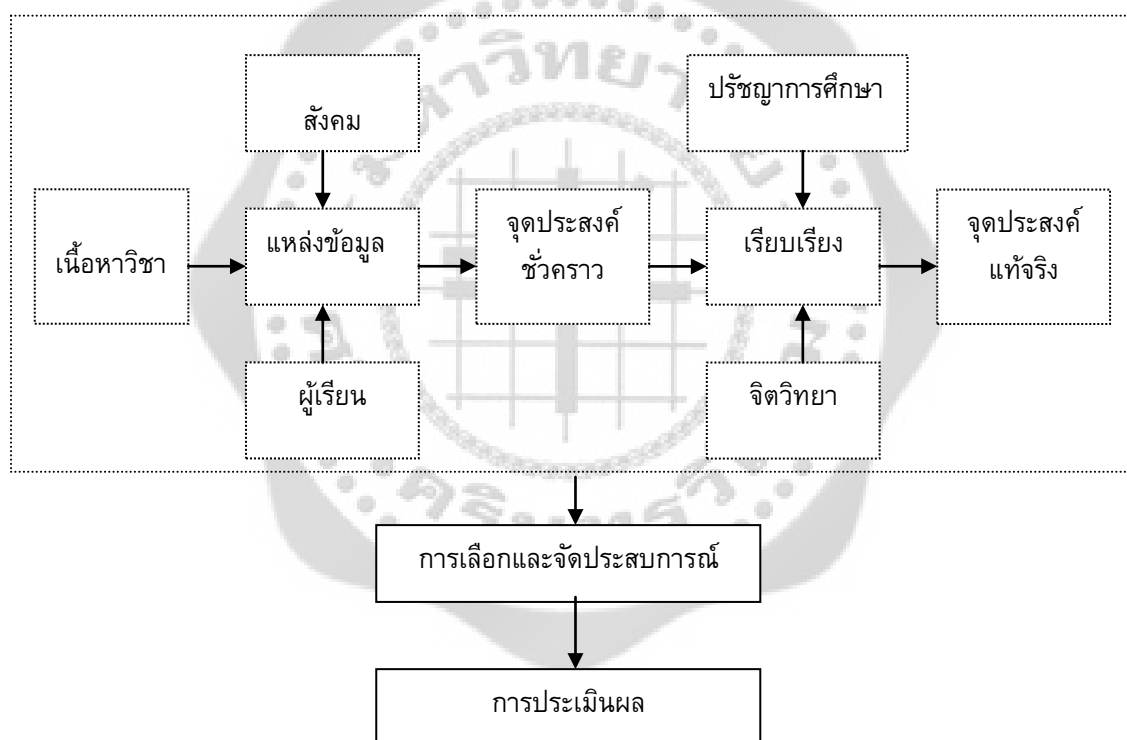 สังคม
ปรัชญาการศึกษา
เนื้อหาวิชา
แหล่งข้อมูล
จุดประสงค์
ชั่วคราว
เรียบเรียง
จุดประสงค์
แท้จริง
ผู้เรียน
จิตวิทยา
การเลือกและจัดประสบการณ์
การประเมินผล